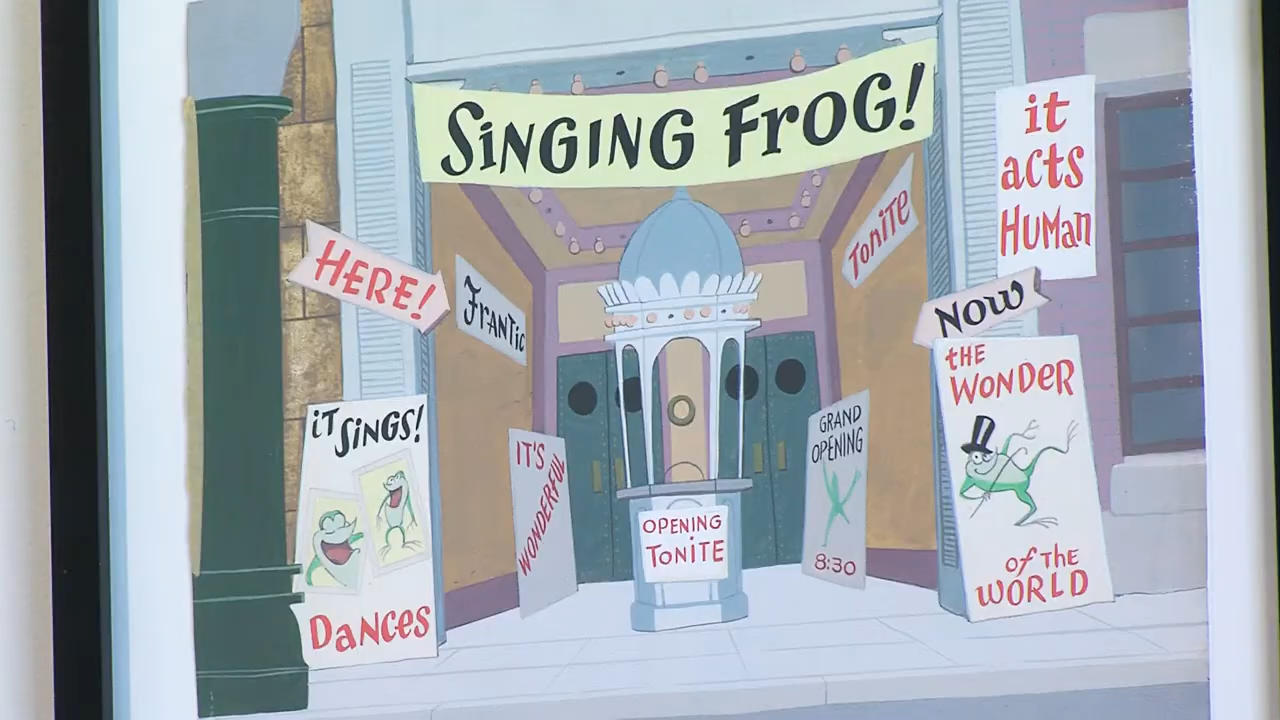 SiNGiNG FROG!
it
acts
HUMAN
TONiTE
HERE!
FRANTiC
NOW
THE
WONDER
of THE
WORLD
iT SiNGS!
DANCES
IT'S
WONDERFUL
GRAND
OPENING
8:30
OPENING
TONiTE